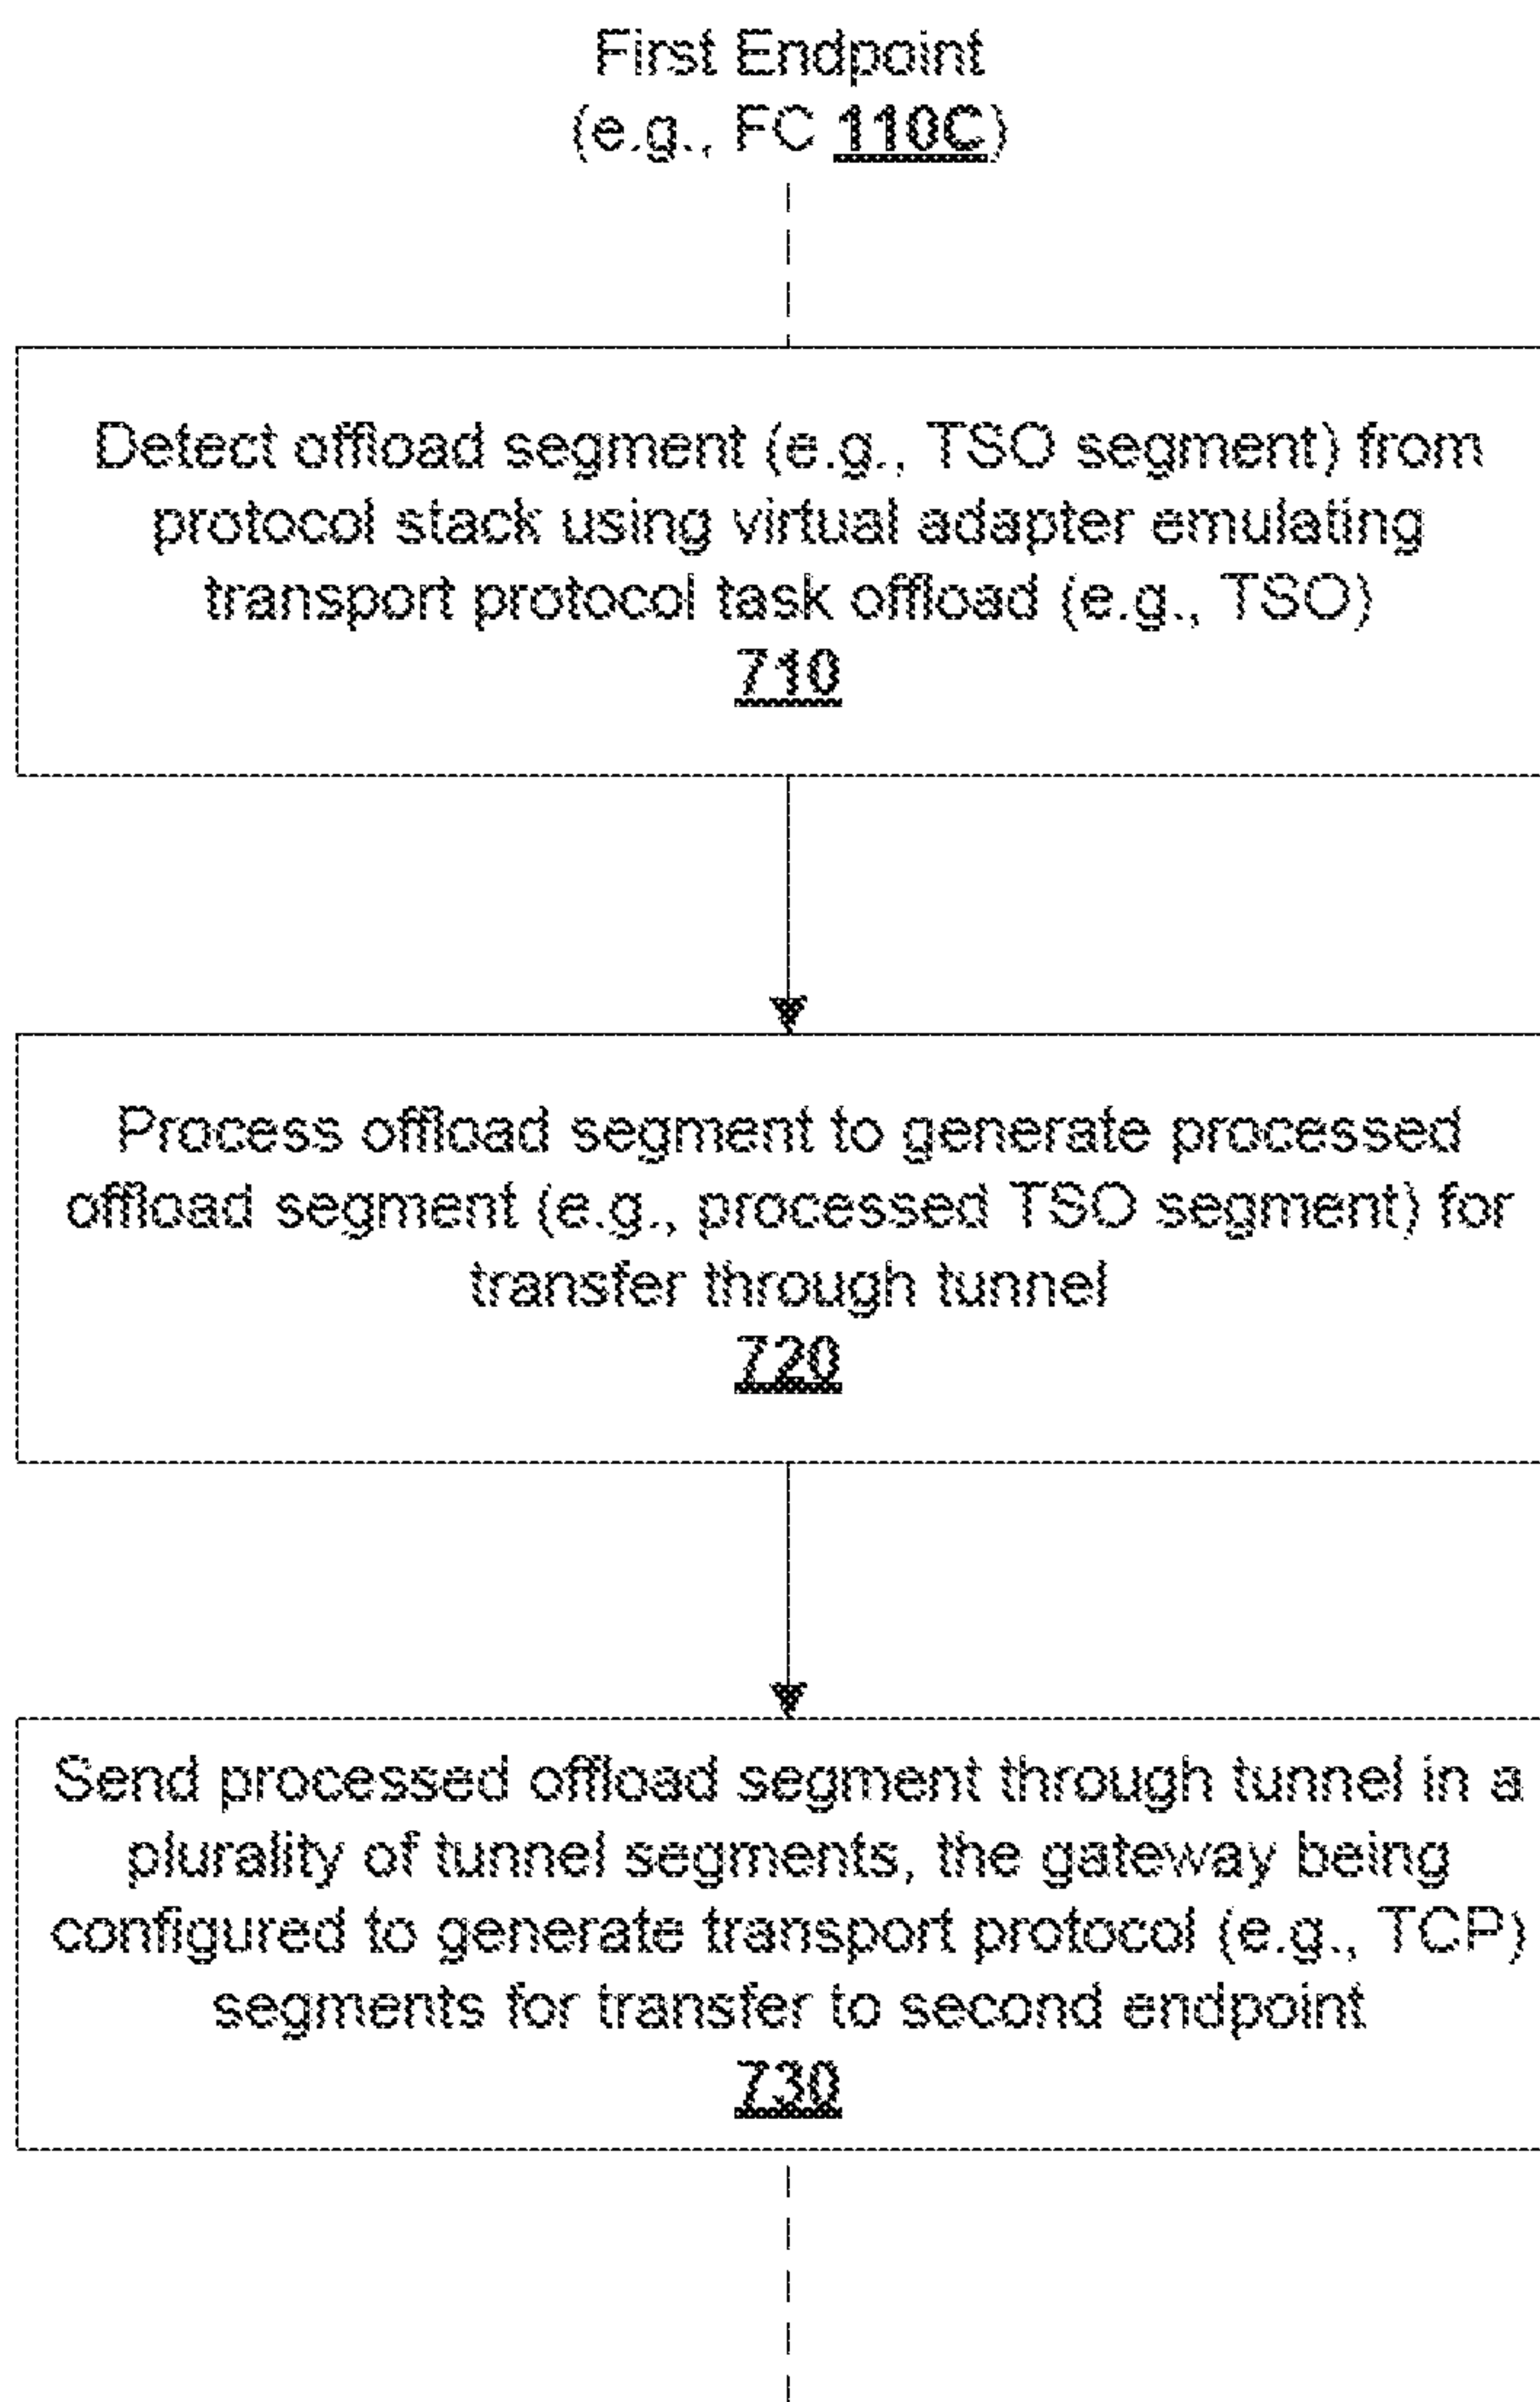 First Endpoint
(e.g., FC 110C)
Detect offload segment (e.g., TSO segment) from
protocol stack using virtual adapter emulating
transport protocol task offload (e.g., TSO)
710
Process offload segment to generate processed
offload segment (e.g., processed TSO segment) for
transfer through tunnel
720
Send processed offload segment through tunnel in a
plurality of tunnel segments, the gateway being
configured to generate transport protocol (e.g., TCP)
segments for transfer to second endpoint
730